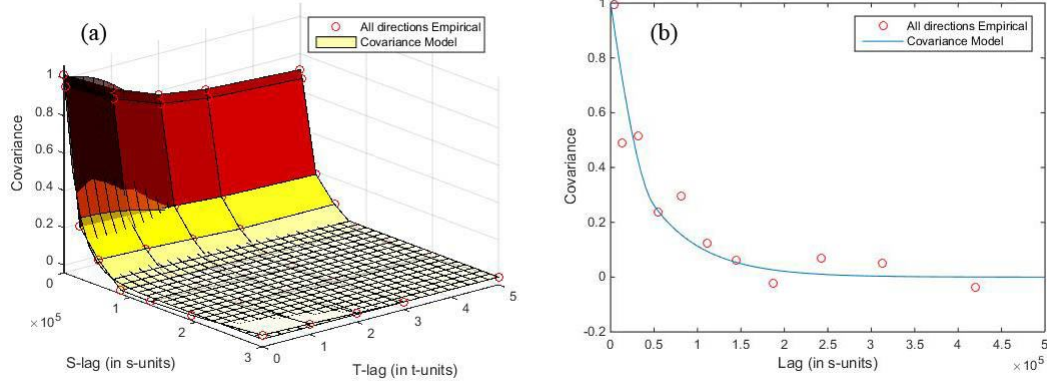 (a)
All directions Empirical
Covariance Model
Covariance
1
0.8
0.6
0.4
0.2
0
0
1
2
3
× 10^5
S-lag (in s-units)
0
1
2
3
4
5
T-lag (in t-units)
(b)
All directions Empirical
Covariance Model
Covariance
1
0.8
0.6
0.4
0.2
0
-0.2
0 0.5 1 1.5 2 2.5 3 3.5 4 4.5 5
Lag (in s-units)
× 10^5